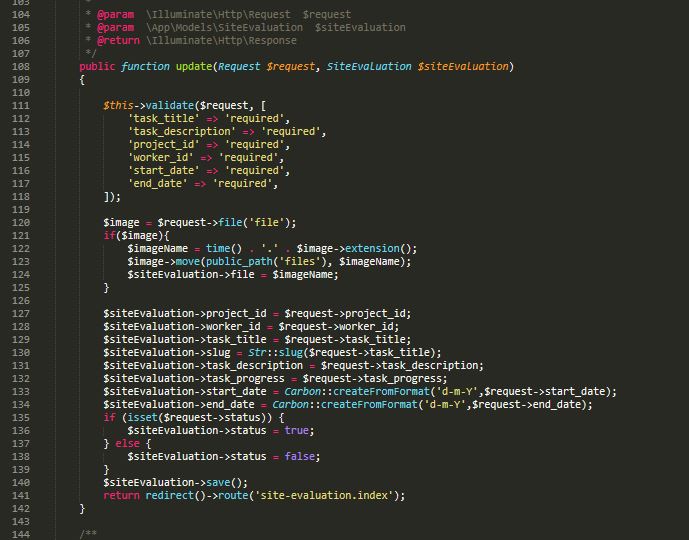 103 *
104 * @param \Illuminate\Http\Request $request
105 * @param \App\Models\SiteEvaluation $siteEvaluation
106 * @return \Illuminate\Http\Response
107 */
108 public function update(Request $request, SiteEvaluation $siteEvaluation)
109 {
110
111 $this->validate($request, [
112 'task_title' => 'required',
113 'task_description' => 'required',
114 'project_id' => 'required',
115 'worker_id' => 'required',
116 'start_date' => 'required',
117 'end_date' => 'required',
118 ]);
119
120 $image = $request->file('file');
121 if($image){
122 $imageName = time() . '.' . $image->extension();
123 $image->move(public_path('files'), $imageName);
124 $siteEvaluation->file = $imageName;
125 }
126
127 $siteEvaluation->project_id = $request->project_id;
128 $siteEvaluation->worker_id = $request->worker_id;
129 $siteEvaluation->task_title = $request->task_title;
130 $siteEvaluation->slug = Str::slug($request->task_title);
131 $siteEvaluation->task_description = $request->task_description;
132 $siteEvaluation->task_progress = $request->task_progress;
133 $siteEvaluation->start_date = Carbon::createFromFormat('d-m-Y',$request->start_date);
134 $siteEvaluation->end_date = Carbon::createFromFormat('d-m-Y',$request->end_date);
135 if (isset($request->status)) {
136 $siteEvaluation->status = true;
137 } else {
138 $siteEvaluation->status = false;
139 }
140 $siteEvaluation->save();
141 return redirect()->route('site-evaluation.index');
142 }
143
144 /**